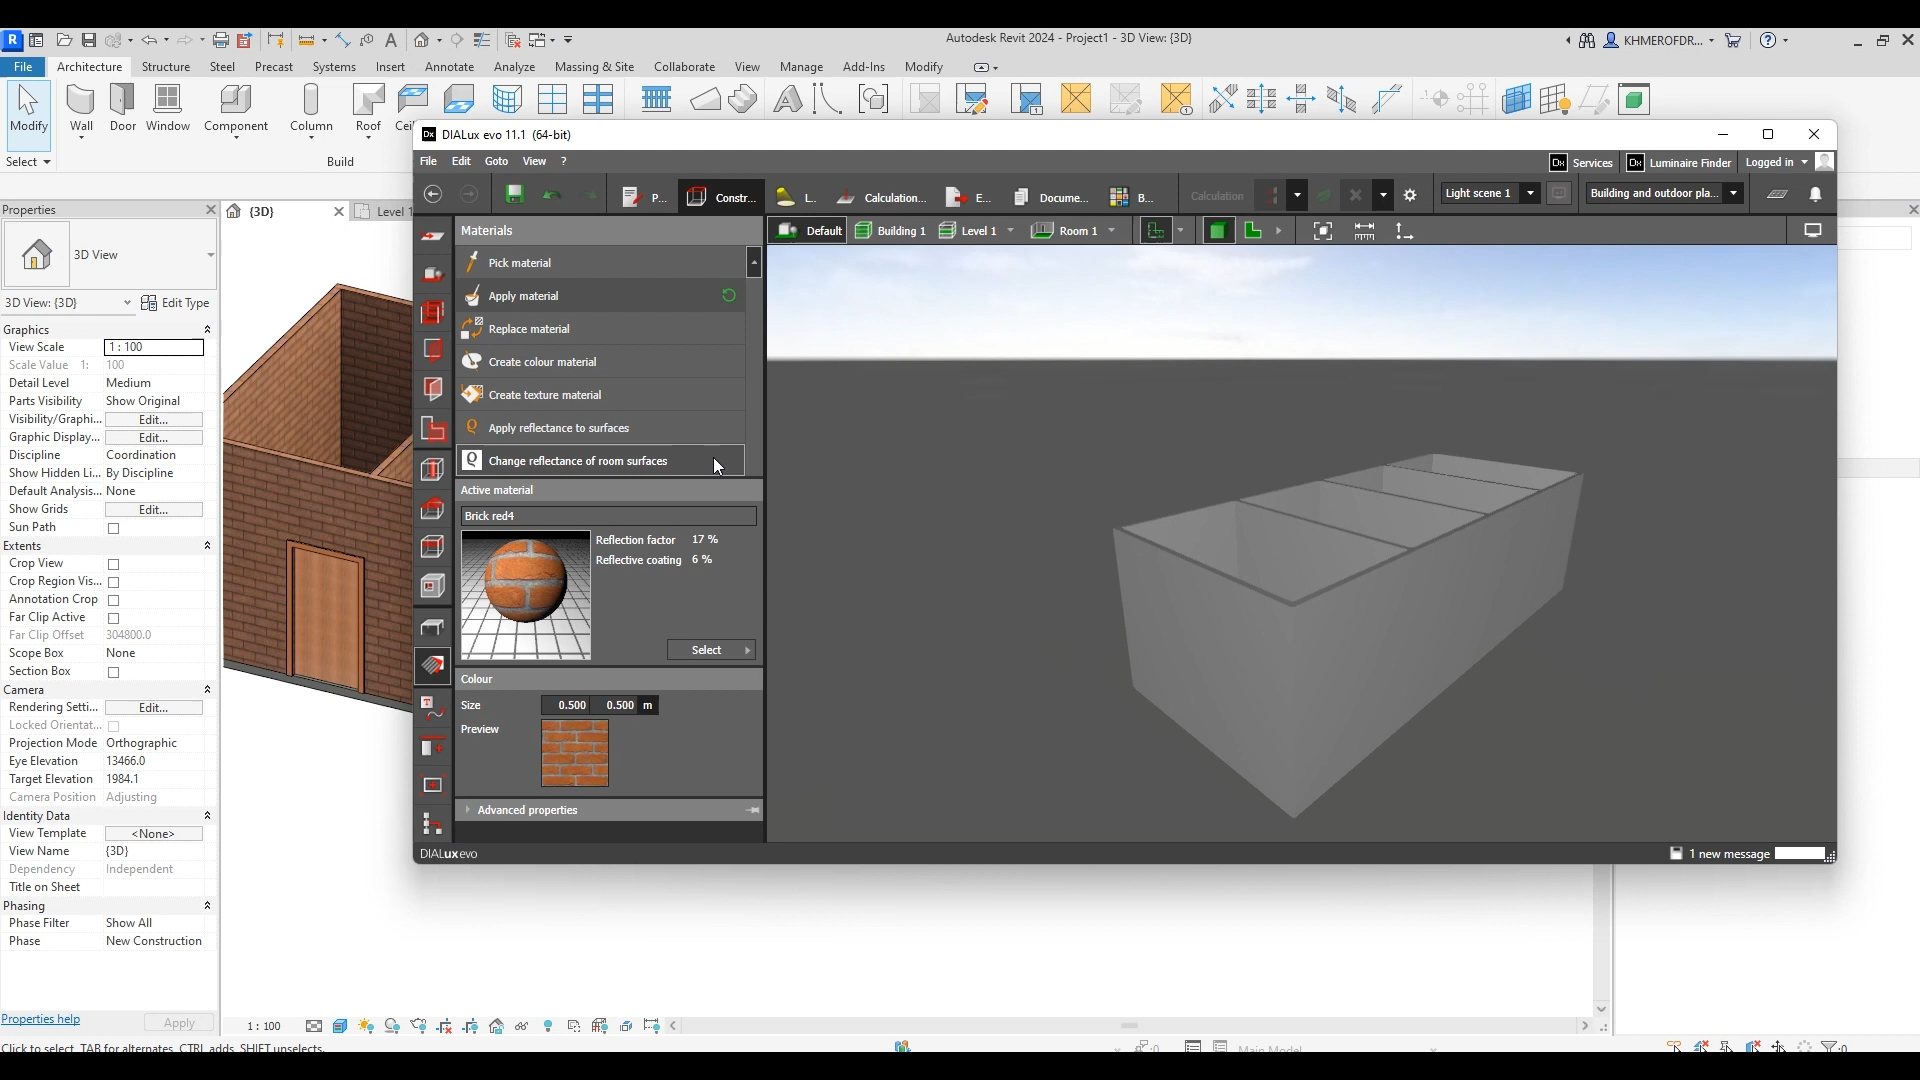 Autodesk Revit 2024 - Project1 - 3D View: {3D}
KHMEROFDR...
File Architecture Structure Steel Precast Systems Insert Annotate Analyze Massing & Site Collaborate View Manage Add-Ins Modify
Modify Wall Door Window Component Column Roof Ceil
Select Build
Properties
{3D} Level 1
3D View
3D View: {3D} Edit Type
Graphics
View Scale 1 : 100
Scale Value 1: 100
Detail Level Medium
Parts Visibility Show Original
Visibility/Graphi... Edit...
Graphic Display... Edit...
Discipline Coordination
Show Hidden Li... By Discipline
Default Analysis... None
Show Grids Edit...
Sun Path
Extents
Crop View
Crop Region Vis...
Annotation Crop
Far Clip Active
Far Clip Offset 304800.0
Scope Box None
Section Box
Camera
Rendering Setti... Edit...
Locked Orientat...
Projection Mode Orthographic
Eye Elevation 13466.0
Target Elevation 1984.1
Camera Position Adjusting
Identity Data
View Template <None>
View Name {3D}
Dependency Independent
Title on Sheet
Phasing
Phase Filter Show All
Phase New Construction
Properties help Apply
1 : 100
Click to select, TAB for alternates, CTRL adds, SHIFT unselects.
:0 Main Model :0
DIALux evo 11.1 (64-bit)
File Edit Goto View ?
Services Luminaire Finder Logged in
P... Constr... L.. Calculation... E... Docume... B... Calculation Light scene 1 Building and outdoor pla...
Materials
Default Building 1 Level 1 Room 1
Pick material
Apply material
Replace material
Create colour material
Create texture material
Apply reflectance to surfaces
Change reflectance of room surfaces
Active material
Brick red4
Reflection factor 17 %
Reflective coating 6 %
Select
Colour
Size 0.500 0.500 m
Preview
Advanced properties
DIALux evo
1 new message